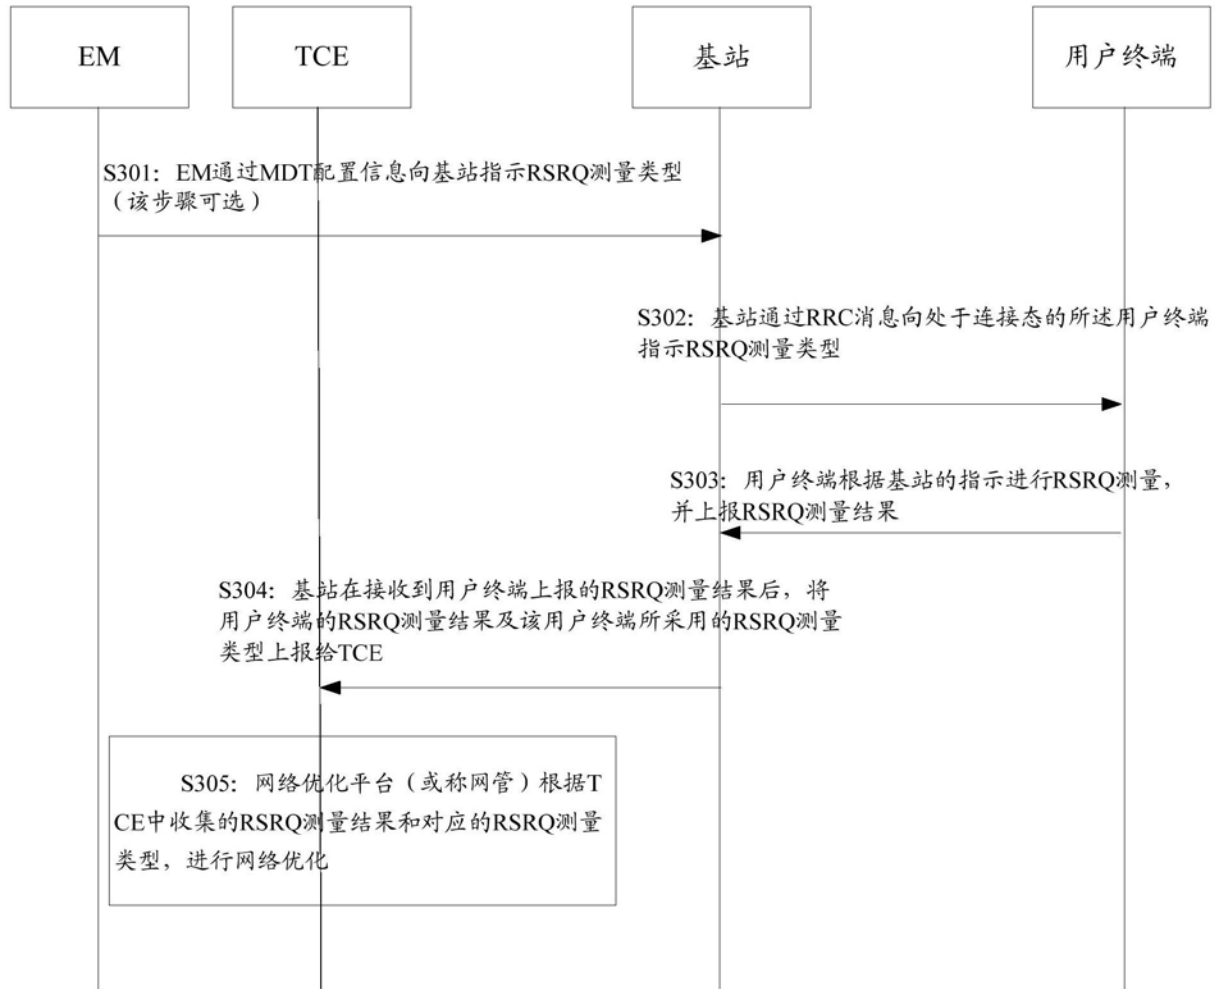 EM
TCE
基站
用户终端
S301：EM通过MDT配置信息向基站指示RSRQ测量类型
（该步骤可选）
S302：基站通过RRC消息向处于连接态的所述用户终端
指示RSRQ测量类型
S303：用户终端根据基站的指示进行RSRQ测量，
并上报RSRQ测量结果
S304：基站在接收到用户终端上报的RSRQ测量结果后，将
用户终端的RSRQ测量结果及该用户终端所采用的RSRQ测量
类型上报给TCE
S305：网络优化平台（或称网管）根据T
CE中收集的RSRQ测量结果和对应的RSRQ测量
类型，进行网络优化